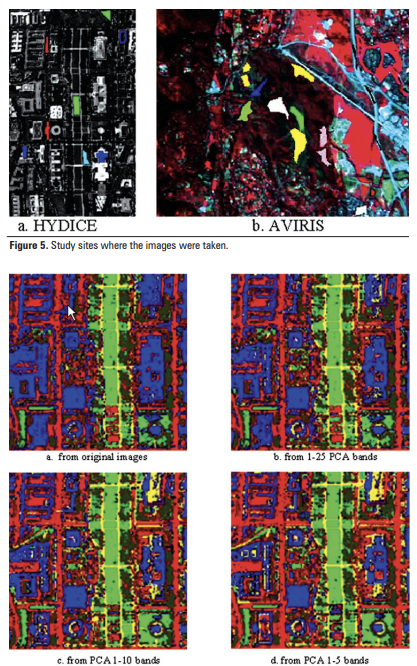 a. HYDICE
b. AVIRIS
Figure 5. Study sites where the images were taken.
a. from original images
b. from 1-25 PCA bands
c. from PCA 1-10 bands
d. from PCA 1-5 bands